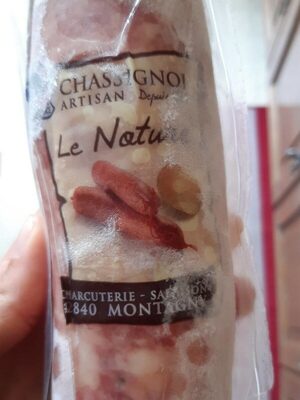 CHASSIGNO
ARTISAN Depuis
Le Natu
CHARCUTERIE - SA
840 MONTAGN